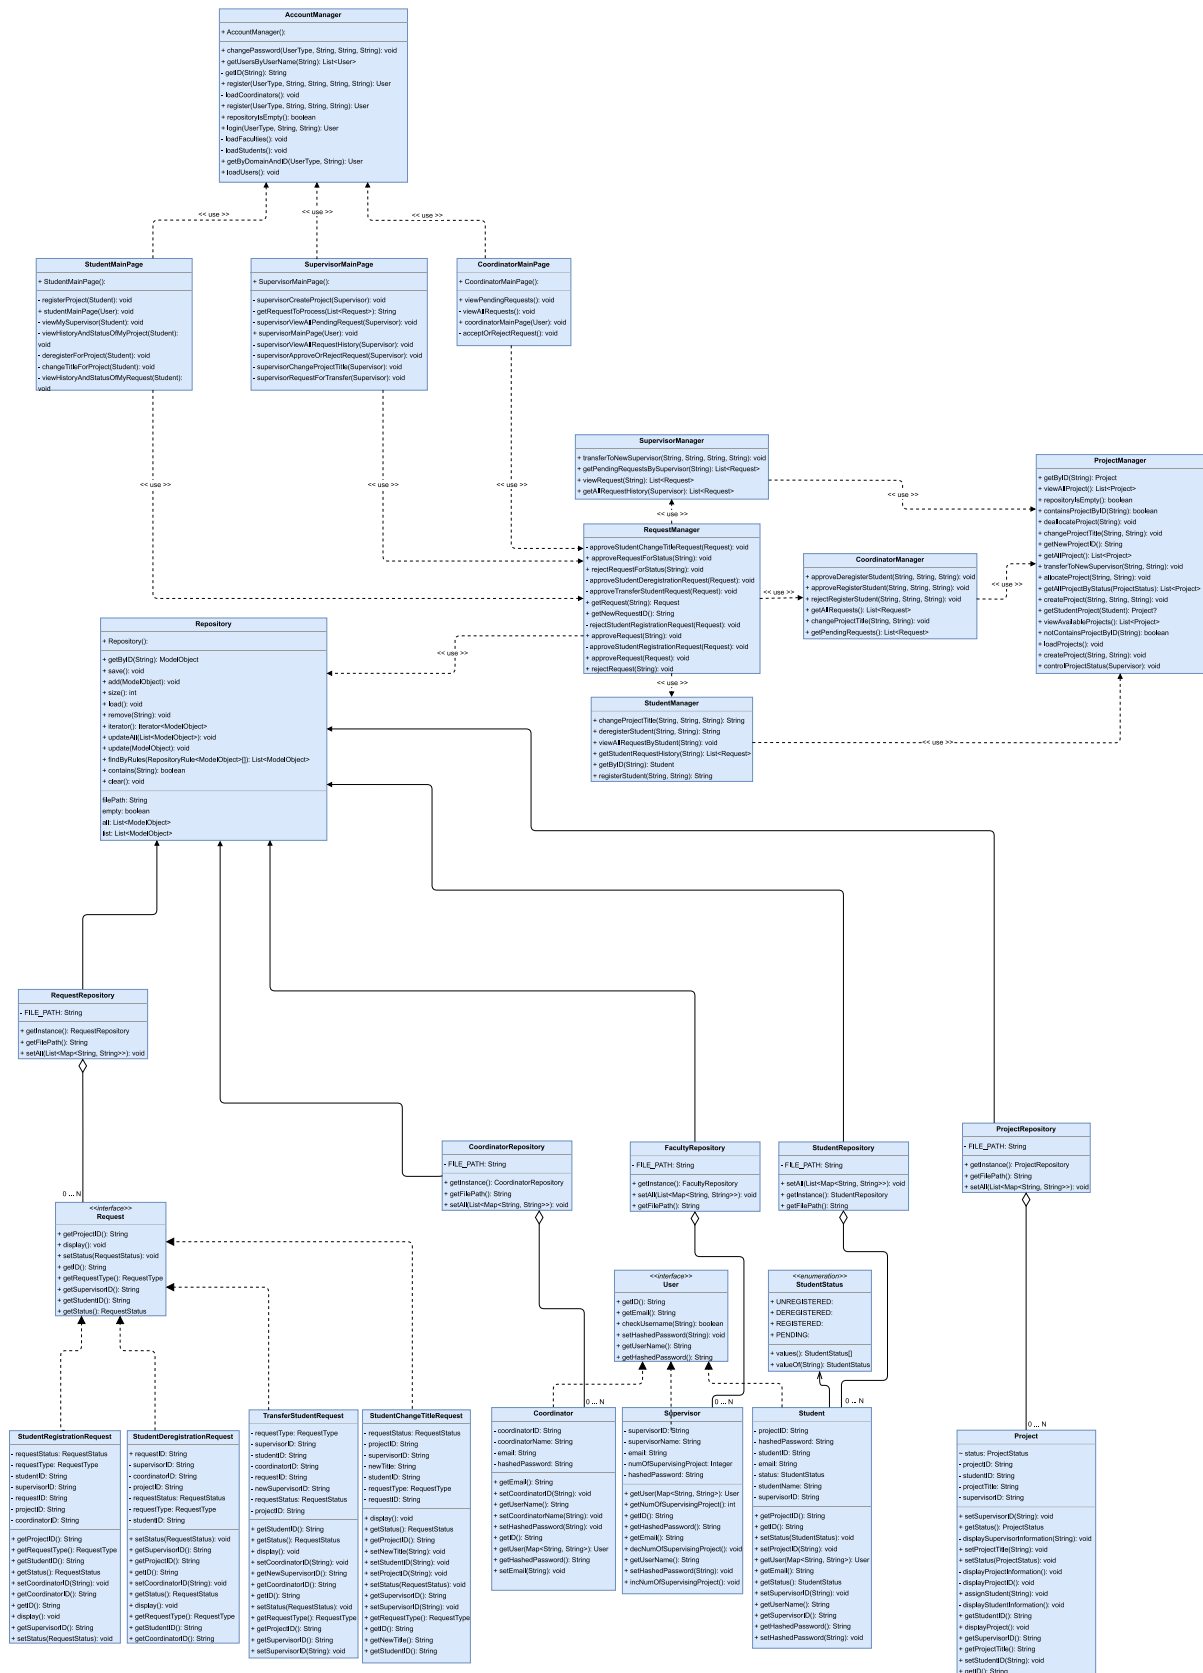 AccountManager
+ AccountManager():
+ changePassword(UserType, String, String, String): void
+ getUsersByUserName(String): List<User>
- getID(String): String
+ register(UserType, String, String, String, String): User
- loadCoordinators(): void
+ register(UserType, String, String, String): User
+ repositoryIsEmpty(): boolean
+ login(UserType, String, String): User
- loadFaculties(): void
- loadStudents(): void
+ getByDomainAndID(UserType, String): User
+ loadUsers(): void
<< use >>
<< use >>
<< use >>
StudentMainPage
+ StudentMainPage():
- registerProject(Student): void
+ studentMainPage(User): void
- viewMySupervisor(Student): void
- viewHistoryAndStatusOfMyProject(Student):
void
- deregisterForProject(Student): void
- changeTitleForProject(Student): void
- viewHistoryAndStatusOfMyRequest(Student):
void
SupervisorMainPage
+ SupervisorMainPage():
- supervisorCreateProject(Supervisor): void
- getRequestToProcess(List<Request>): String
- supervisorViewAllPendingRequest(Supervisor): void
+ supervisorMainPage(User): void
- supervisorViewAllRequestHistory(Supervisor): void
- supervisorApproveOrRejectRequest(Supervisor): void
- supervisorChangeProjectTitle(Supervisor): void
- supervisorRequestForTransfer(Supervisor): void
CoordinatorMainPage
+ CoordinatorMainPage():
+ viewPendingRequests(): void
- viewAllRequests(): void
+ coordinatorMainPage(User): void
- acceptOrRejectRequest(): void
<< use >>
<< use >>
<< use >>
SupervisorManager
+ transferToNewSupervisor(String, String, String, String): void
+ getPendingRequestsBySupervisor(String): List<Request>
+ viewRequest(String): List<Request>
+ getAllRequestHistory(Supervisor): List<Request>
<< use >>
<< use >>
RequestManager
- approveStudentChangeTitleRequest(Request): void
+ approveRequestForStatus(String): void
+ rejectRequestForStatus(String): void
- approveStudentDeregistrationRequest(Request): void
- approveTransferStudentRequest(Request): void
+ getRequest(String): Request
+ getNewRequestID(): String
- rejectStudentRegistrationRequest(Request): void
+ approveRequest(String): void
- approveStudentRegistrationRequest(Request): void
+ approveRequest(Request): void
+ rejectRequest(String): void
<< use >>
<< use >>
<< use >>
CoordinatorManager
+ approveDeregisterStudent(String, String, String): void
+ approveRegisterStudent(String, String, String): void
+ rejectRegisterStudent(String, String, String): void
+ getAllRequests(): List<Request>
+ changeProjectTitle(String, String, String): void
+ getPendingRequests(): List<Request>
<< use >>
ProjectManager
+ getByID(String): Project
+ viewAllProject(): List<Project>
+ repositoryIsEmpty(): boolean
+ containsProjectByID(String): boolean
+ deallocateProject(String): void
+ changeProjectTitle(String, String): void
+ getNewProjectID(): String
+ getAllProject(): List<Project>
+ transferToNewSupervisor(String, String): void
+ allocateProject(String, String): void
+ getAllProjectByStatus(ProjectStatus): List<Project>
+ createProject(String, String, String): void
+ getStudentProject(Student): Project?
+ viewAvailableProjects(): List<Project>
+ notContainsProjectByID(String): boolean
+ loadProjects(): void
+ createProject(String, String): void
+ controlProjectStatus(Supervisor): void
StudentManager
+ changeProjectTitle(String, String, String): String
+ deregisterStudent(String, String): String
+ viewAllRequestByStudent(String): void
+ getStudentRequestHistory(String): List<Request>
+ getByID(String): Student
+ registerStudent(String, String): String
<< use >>
Repository
+ Repository():
+ getByID(String): ModelObject
+ save(): void
+ add(ModelObject): void
+ size(): int
+ load(): void
+ remove(String): void
+ iterator(): Iterator<ModelObject>
+ updateAll(List<ModelObject>): void
+ update(ModelObject): void
+ findByRules(RepositoryRule<ModelObject>[]): List<ModelObject>
+ contains(String): boolean
+ clear(): void
filePath: String
empty: boolean
all: List<ModelObject>
list: List<ModelObject>
RequestRepository
- FILE_PATH: String
+ getInstance(): RequestRepository
+ getFilePath(): String
+ setAll(List<Map<String, String>>): void
0 ... N
CoordinatorRepository
- FILE_PATH: String
+ getInstance(): CoordinatorRepository
+ getFilePath(): String
+ setAll(List<Map<String, String>>): void
FacultyRepository
- FILE_PATH: String
+ getInstance(): FacultyRepository
+ setAll(List<Map<String, String>>): void
+ getFilePath(): String
StudentRepository
- FILE_PATH: String
+ setAll(List<Map<String, String>>): void
+ getInstance(): StudentRepository
+ getFilePath(): String
ProjectRepository
- FILE_PATH: String
+ getInstance(): ProjectRepository
+ getFilePath(): String
+ setAll(List<Map<String, String>>): void
<<interface>>
Request
+ getProjectID(): String
+ display(): void
+ setStatus(RequestStatus): void
+ getID(): String
+ getRequestType(): RequestType
+ getSupervisorID(): String
+ getStudentID(): String
+ getStatus(): RequestStatus
<<interface>>
User
+ getID(): String
+ getEmail(): String
+ checkUsername(String): boolean
+ setHashedPassword(String): void
+ getUserName(): String
+ getHashedPassword(): String
<<enumeration>>
StudentStatus
+ UNREGISTERED:
+ DEREGISTERED:
+ REGISTERED:
+ PENDING:
+ values(): StudentStatus[]
+ valueOf(String): StudentStatus
0 ... N
0 ... N
0 ... N
0 ... N
StudentRegistrationRequest
- requestStatus: RequestStatus
- requestType: RequestType
- studentID: String
- supervisorID: String
- requestID: String
- projectID: String
- coordinatorID: String
+ getProjectID(): String
+ getRequestType(): RequestType
+ getStudentID(): String
+ getStatus(): RequestStatus
+ setCoordinatorID(String): void
+ getCoordinatorID(): String
+ getID(): String
+ display(): void
+ getSupervisorID(): String
+ setStatus(RequestStatus): void
StudentDeregistrationRequest
+ requestID: String
- supervisorID: String
- coordinatorID: String
- projectID: String
- requestStatus: RequestStatus
- requestType: RequestType
- studentID: String
+ setStatus(RequestStatus): void
+ getSupervisorID(): String
+ getProjectID(): String
+ getID(): String
+ setCoordinatorID(String): void
+ getStatus(): RequestStatus
+ display(): void
+ getRequestType(): RequestType
+ getStudentID(): String
+ getCoordinatorID(): String
TransferStudentRequest
- requestType: RequestType
- supervisorID: String
- studentID: String
- coordinatorID: String
- requestID: String
- newSupervisorID: String
- requestStatus: RequestStatus
- projectID: String
+ getStudentID(): String
+ getStatus(): RequestStatus
+ display(): void
+ setCoordinatorID(String): void
+ getNewSupervisorID(): String
+ getCoordinatorID(): String
+ getID(): String
+ setStatus(RequestStatus): void
+ getRequestType(): RequestType
+ getProjectID(): String
+ getSupervisorID(): String
+ setSupervisorID(String): void
StudentChangeTitleRequest
- requestStatus: RequestStatus
- projectID: String
- supervisorID: String
- newTitle: String
- studentID: String
- requestType: RequestType
- requestID: String
+ display(): void
+ getStatus(): RequestStatus
+ getProjectID(): String
+ setNewTitle(String): void
+ setStudentID(String): void
+ setProjectID(String): void
+ setStatus(RequestStatus): void
+ getSupervisorID(): String
+ getRequestType(): RequestType
+ getID(): String
+ getNewTitle(): String
+ getStudentID(): String
Coordinator
- coordinatorID: String
- coordinatorName: String
- email: String
- hashedPassword: String
+ getEmail(): String
+ setCoordinatorID(String): void
+ getUserName(): String
+ setCoordinatorName(String): void
+ setHashedPassword(String): void
+ getID(): String
+ getUser(Map<String, String>): User
+ getHashedPassword(): String
+ setEmail(String): void
Supervisor
- supervisorID: String
- supervisorName: String
- email: String
- numOfSupervisingProject: Integer
- hashedPassword: String
+ getUser(Map<String, String>): User
+ getNumOfSupervisingProject(): int
+ getID(): String
+ getHashedPassword(): String
+ getEmail(): String
+ decNumOfSupervisingProject(): void
+ getUserName(): String
+ setHashedPassword(String): void
+ incNumOfSupervisingProject(): void
Student
- projectID: String
- hashedPassword: String
- studentID: String
- email: String
- status: StudentStatus
- studentName: String
- supervisorID: String
+ getProjectID(): String
+ getID(): String
+ setStatus(StudentStatus): void
+ setProjectID(String): void
+ getUser(Map<String, String>): User
+ getEmail(): String
+ getStatus(): StudentStatus
+ setSupervisorID(String): void
+ getUserName(): String
+ getSupervisorID(): String
+ getHashedPassword(): String
+ setHashedPassword(String): void
Project
~ status: ProjectStatus
- projectID: String
- studentID: String
- projectTitle: String
- supervisorID: String
+ setSupervisorID(String): void
+ getStatus(): ProjectStatus
- displaySupervisorInformation(String): void
+ setProjectTitle(String): void
+ setStatus(ProjectStatus): void
- displayProjectInformation(): void
- displayProjectID(): void
+ assignStudent(String): void
- displayStudentInformation(): void
+ getStudentID(): String
+ displayProject(): void
+ getSupervisorID(): String
+ getProjectTitle(): String
+ setStudentID(String): void
+ getID(): String